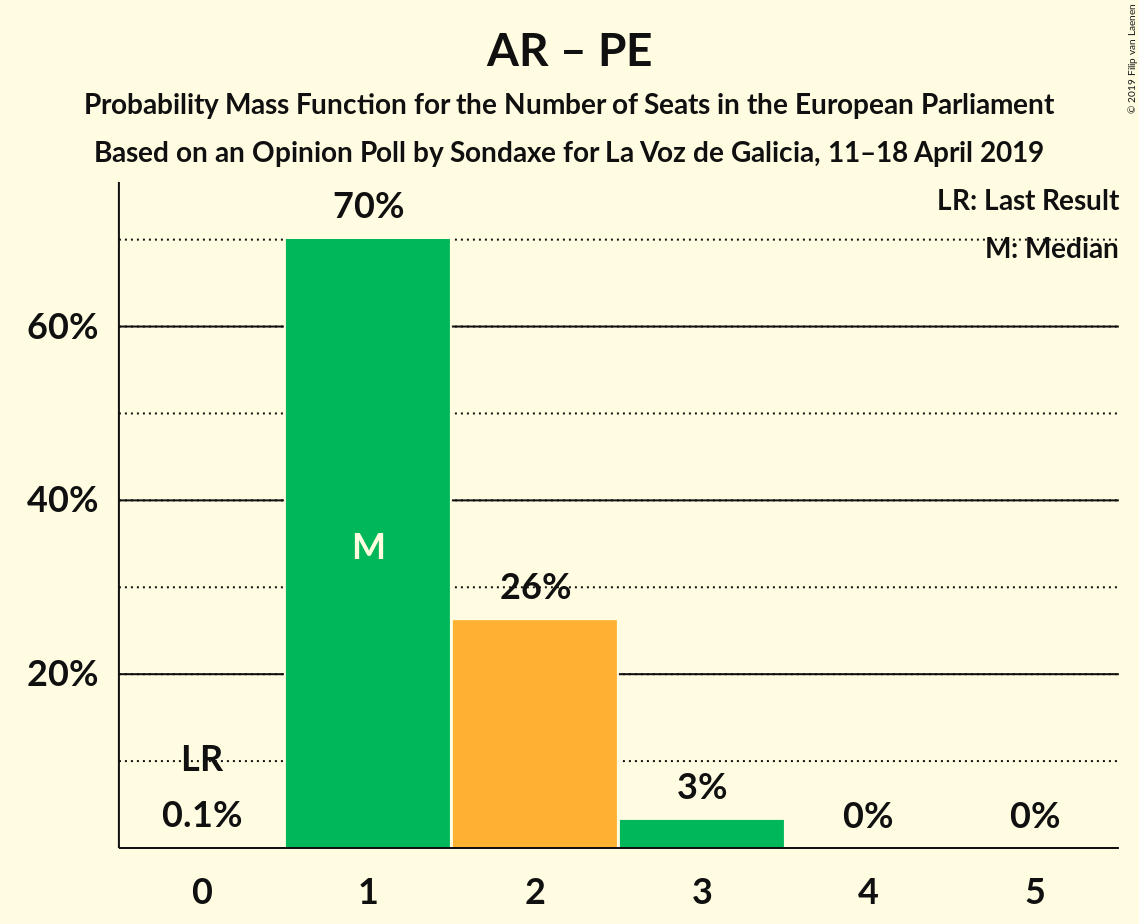 AR – PE
Probability Mass Function for the Number of Seats in the European Parliament
Based on an Opinion Poll by Sondaxe for La Voz de Galicia, 11–18 April 2019
© 2019 Filip van Laenen
LR: Last Result
M: Median
70%
60%
40%
M
26%
20%
LR
3%
0.1%
0%
0%
0
1
2
3
4
5